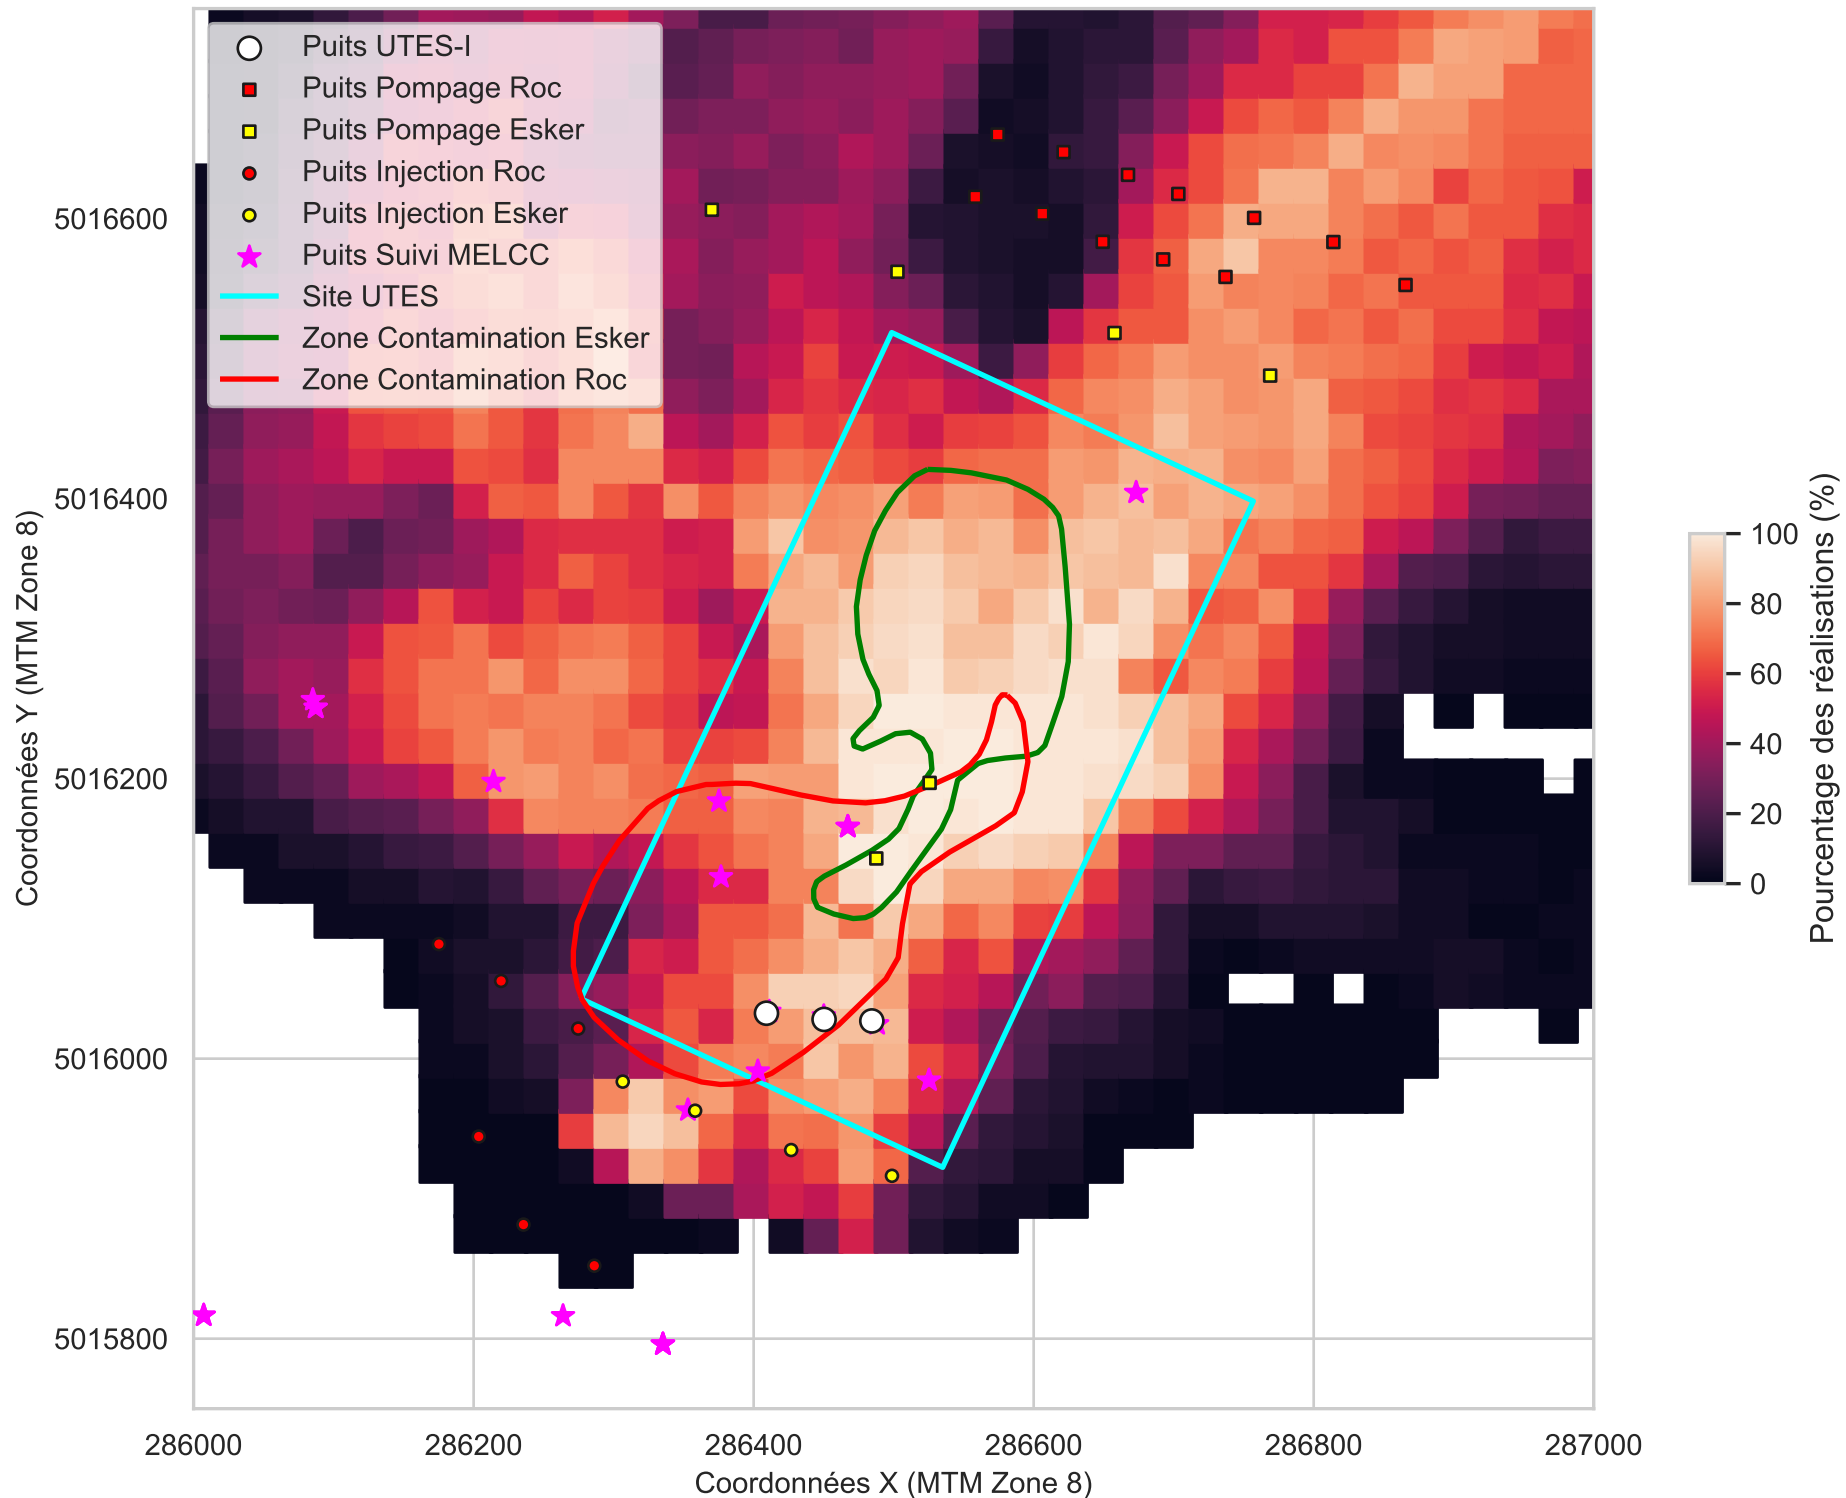 Puits UTES-I
Puits Pompage Roc
Puits Pompage Esker
Puits Injection Roc
Puits Injection Esker
Puits Suivi MELCC
Site UTES
Zone Contamination Esker
Zone Contamination Roc
5016600
5016400
5016200
5016000
5015800
Coordonnées Y (MTM Zone 8)
286000
286200
286400
286600
286800
287000
Coordonnées X (MTM Zone 8)
100
80
60
40
20
0
Pourcentage des réalisations (%)